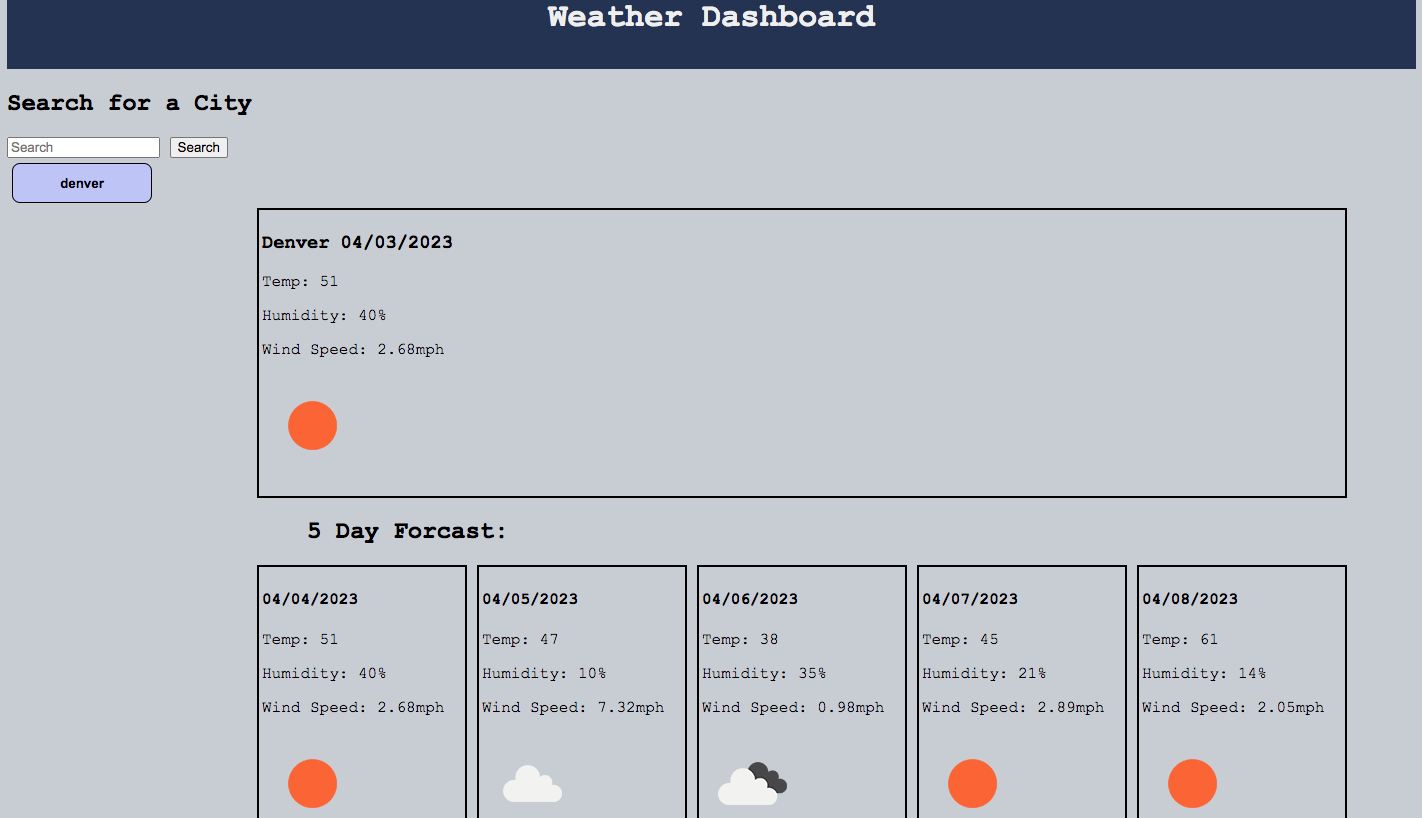 Weather Dashboard
Search for a City
Search Search
denver
Denver 04/03/2023
Temp: 51
Humidity: 40%
Wind Speed: 2.68mph
5 Day Forcast:
04/04/2023
Temp: 51
Humidity: 40%
Wind Speed: 2.68mph
04/05/2023
Temp: 47
Humidity: 10%
Wind Speed: 7.32mph
04/06/2023
Temp: 38
Humidity: 35%
Wind Speed: 0.98mph
04/07/2023
Temp: 45
Humidity: 21%
Wind Speed: 2.89mph
04/08/2023
Temp: 61
Humidity: 14%
Wind Speed: 2.05mph